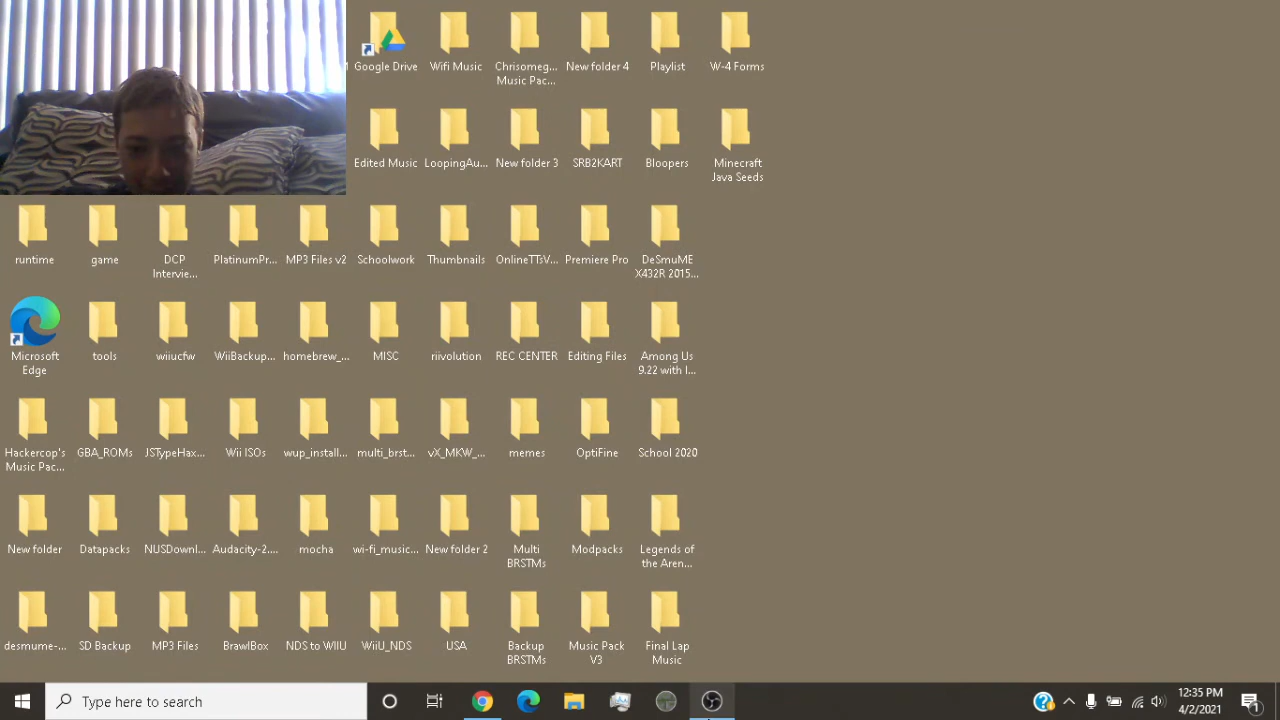 Google Drive
Wifi Music
Chrisomeg...
Music Pac...
New folder 4
Playlist
W-4 Forms
Edited Music
LoopingAu...
New folder 3
SRB2KART
Bloopers
Minecraft
Java Seeds
runtime
game
DCP
Intervie...
PlatinumPr...
MP3 Files v2
Schoolwork
Thumbnails
OnlineTTsV...
Premiere Pro
DeSmuME
X432R 2015...
Microsoft
Edge
tools
wiiucfw
WiiBackup...
homebrew_...
MISC
riivolution
REC CENTER
Editing Files
Among Us
9.22 with I...
Hackercop's
Music Pac...
GBA_ROMs
JSTypeHax...
Wii ISOs
wup_install...
multi_brst...
vX_MKW_...
memes
OptiFine
School 2020
New folder
Datapacks
NUSDownl...
Audacity-2....
mocha
wi-fi_music...
New folder 2
Multi
BRSTMs
Modpacks
Legends of
the Aren...
desmume-...
SD Backup
MP3 Files
BrawlBox
NDS to WIIU
WiiU_NDS
USA
Backup
BRSTMs
Music Pack
V3
Final Lap
Music
Type here to search
12:35 PM
4/2/2021
1